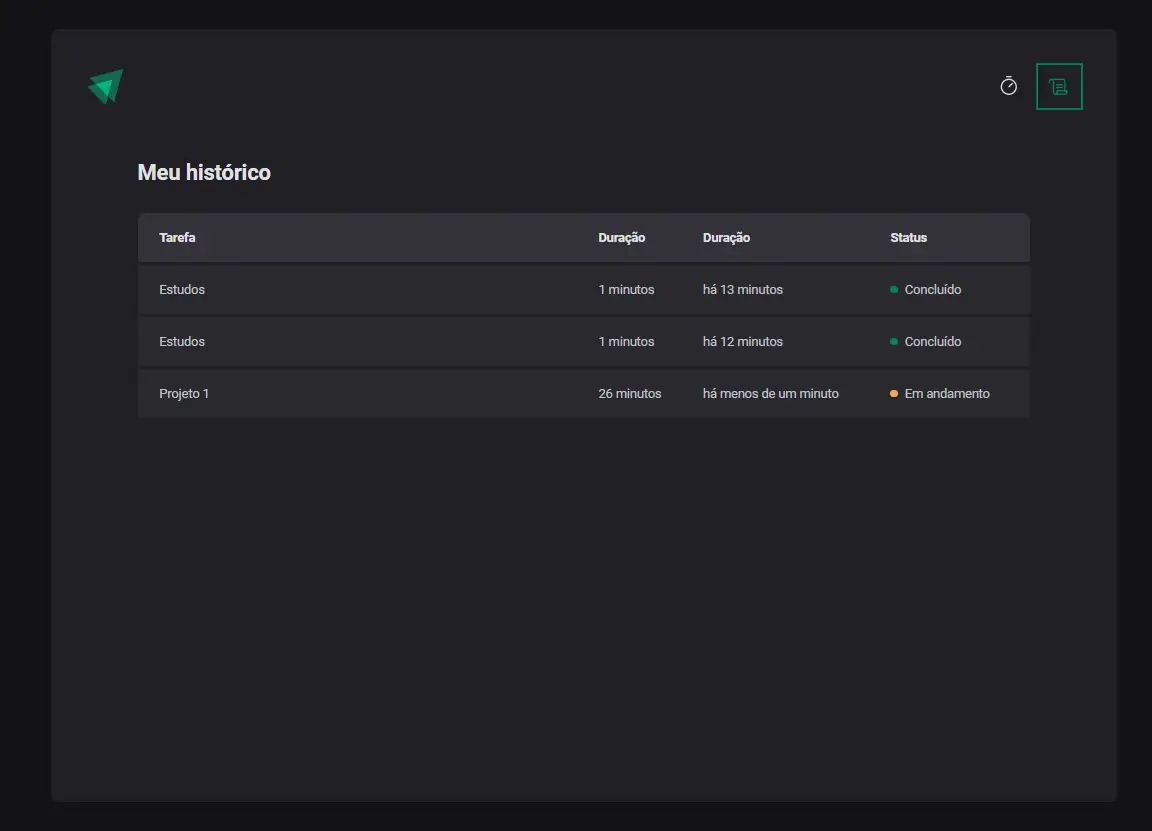 Meu histórico
Tarefa Duração Duração Status
Estudos 1 minutos há 13 minutos Concluído
Estudos 1 minutos há 12 minutos Concluído
Projeto 1 26 minutos há menos de um minuto Em andamento